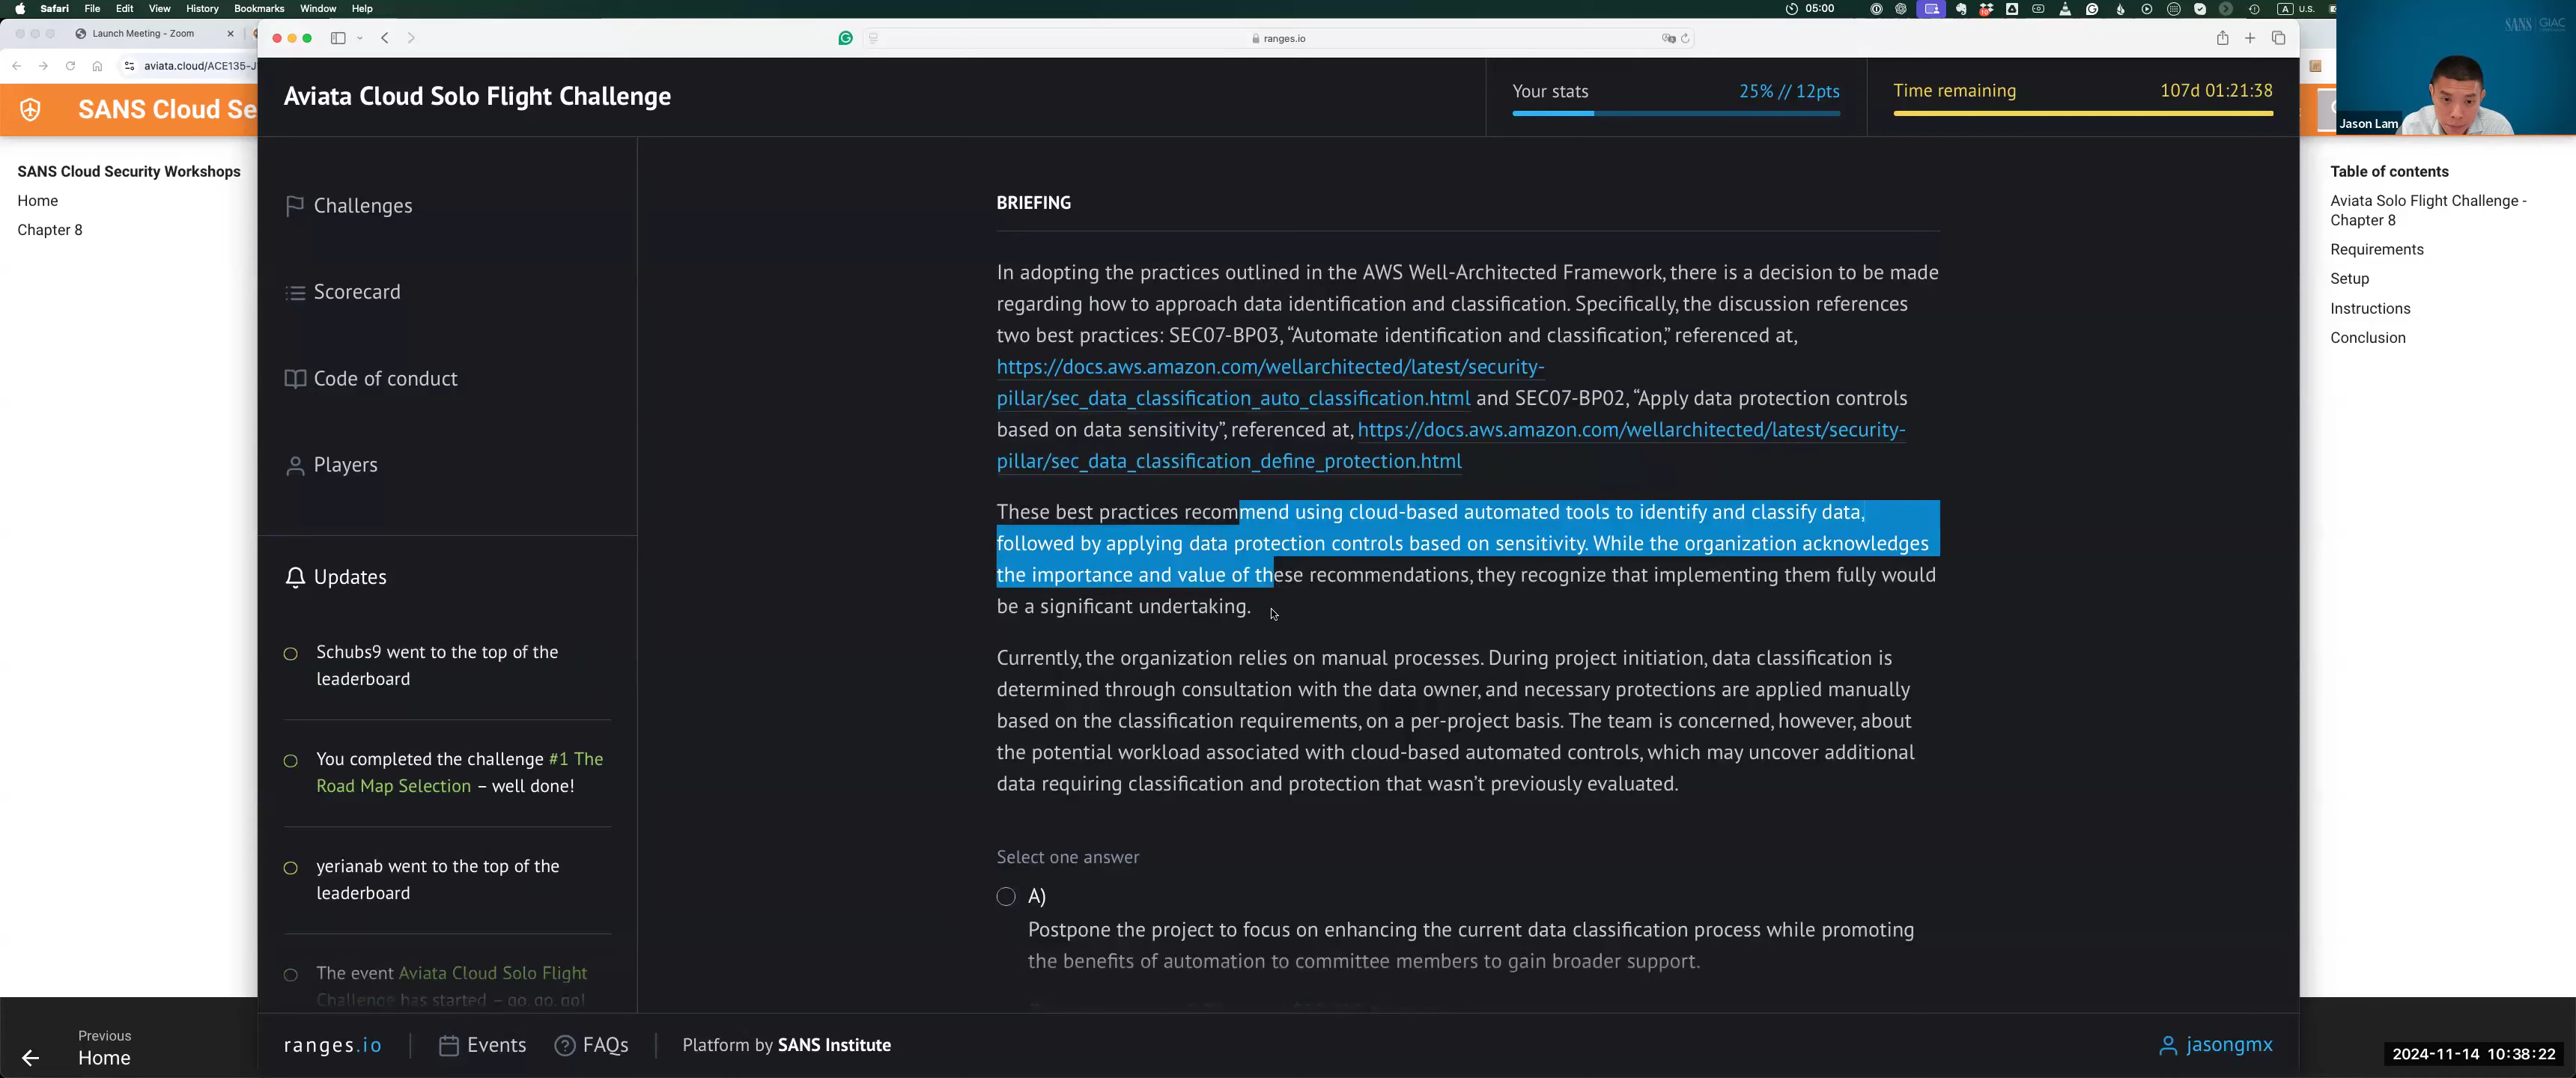 Safari File Edit View History Bookmarks Window Help
05:00
U.S.
Launch Meeting - Zoom
aviata.cloud/ACE135-J
ranges.io
SANS Cloud Se
SANS | GIAC
Jason Lam
Aviata Cloud Solo Flight Challenge
Your stats 25% // 12pts
Time remaining 107d 01:21:38
SANS Cloud Security Workshops
Home
Chapter 8
Challenges
Scorecard
Code of conduct
Players
Updates
Schubs9 went to the top of the
leaderboard
You completed the challenge #1 The
Road Map Selection – well done!
yerianab went to the top of the
leaderboard
The event Aviata Cloud Solo Flight
Challenge has started – go, go, go!
BRIEFING
In adopting the practices outlined in the AWS Well-Architected Framework, there is a decision to be made
regarding how to approach data identification and classification. Specifically, the discussion references
two best practices: SEC07-BP03, “Automate identification and classification,” referenced at,
https://docs.aws.amazon.com/wellarchitected/latest/security-
pillar/sec_data_classification_auto_classification.html and SEC07-BP02, “Apply data protection controls
based on data sensitivity”, referenced at, https://docs.aws.amazon.com/wellarchitected/latest/security-
pillar/sec_data_classification_define_protection.html
These best practices recommend using cloud-based automated tools to identify and classify data,
followed by applying data protection controls based on sensitivity. While the organization acknowledges
the importance and value of these recommendations, they recognize that implementing them fully would
be a significant undertaking.
Currently, the organization relies on manual processes. During project initiation, data classification is
determined through consultation with the data owner, and necessary protections are applied manually
based on the classification requirements, on a per-project basis. The team is concerned, however, about
the potential workload associated with cloud-based automated controls, which may uncover additional
data requiring classification and protection that wasn’t previously evaluated.
Select one answer
A)
Postpone the project to focus on enhancing the current data classification process while promoting
the benefits of automation to committee members to gain broader support.
Table of contents
Aviata Solo Flight Challenge -
Chapter 8
Requirements
Setup
Instructions
Conclusion
Previous
Home
ranges.io
Events
FAQs
Platform by SANS Institute
jasongmx
2024-11-14 10:38:22